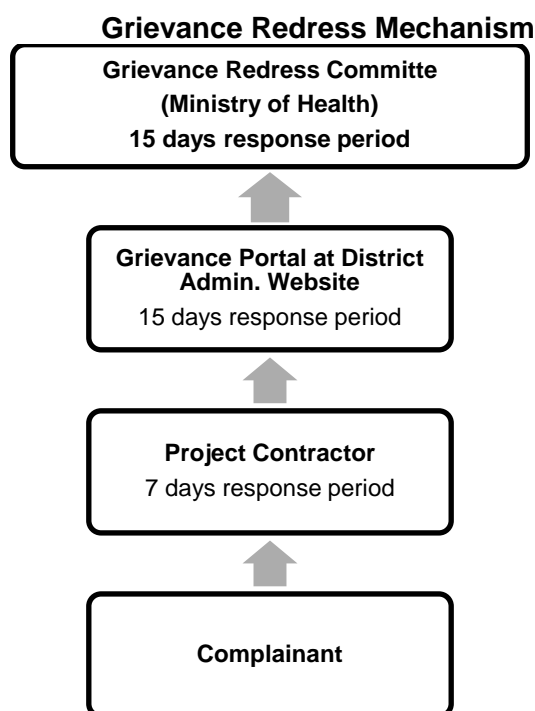 Grievance Redress Mechanism
Grievance Redress Committe
(Ministry of Health)
15 days response period
Grievance Portal at District
Admin. Website
15 days response period
Project Contractor
7 days response period
Complainant